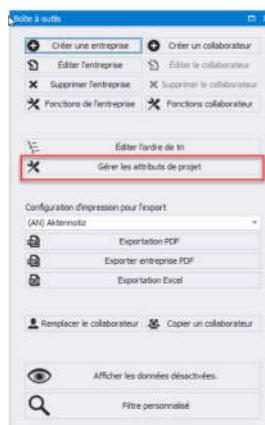 Boîte à outils
Créer une entreprise Créer un collaborateur
Éditer l'entreprise Éditer le collaborateur
Supprimer l'entreprise Supprimer le collaborateur
Fonctions de l'entreprise Fonctions collaborateur
Éditer l'ordre de tri
Gérer les attributs de projet
Configuration d'impression pour l'export
(AN) Aktennotiz
Exportation PDF
Exporter entreprise PDF
Exportation Excel
Remplacer le collaborateur Copier un collaborateur
Afficher les données désactivées.
Filtre personnalisé